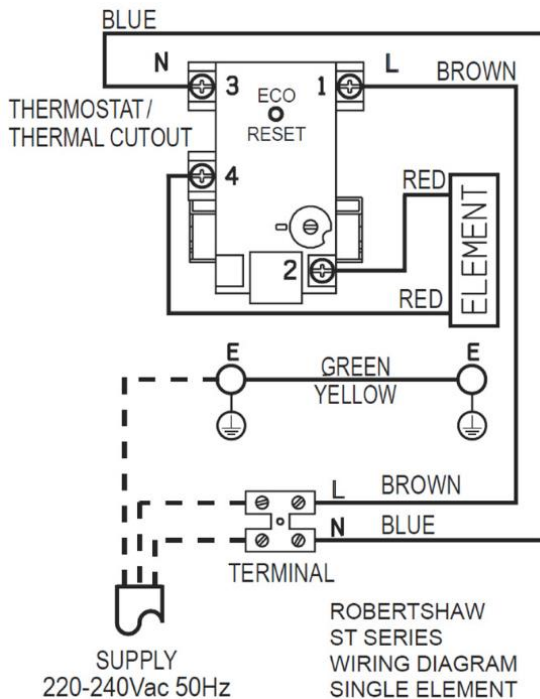 BLUE
N
L
BROWN
3
ECO
1
RESET
THERMOSTAT/
THERMAL CUTOUT
4
RED
ELEMENT
2
RED
E
E
GREEN
YELLOW
L
BROWN
N
BLUE
TERMINAL
SUPPLY
220-240Vac 50Hz
ROBERTSHAW
ST SERIES
WIRING DIAGRAM
SINGLE ELEMENT